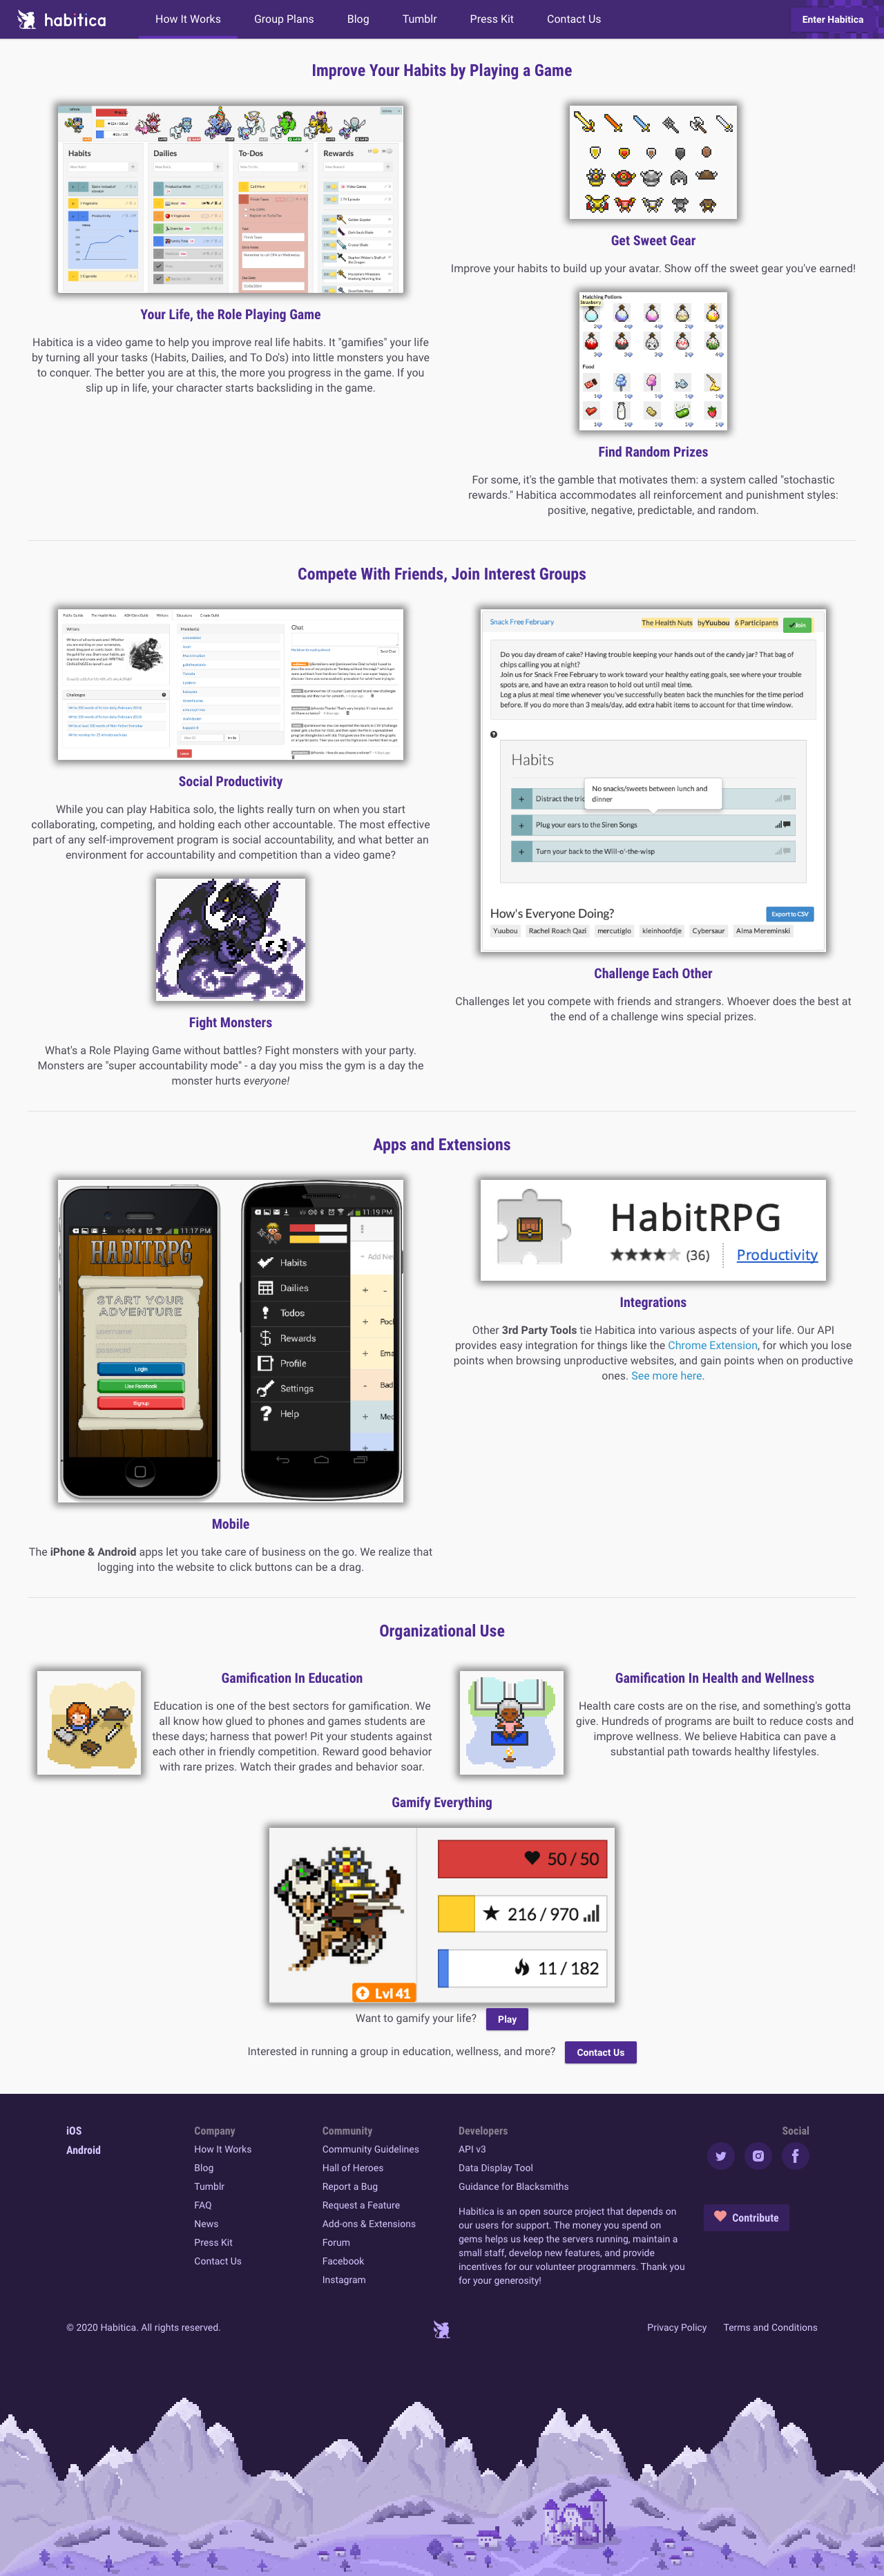 habitica
How It Works
Group Plans
Blog
Tumblr
Press Kit
Contact Us
Enter Habitica
Improve Your Habits by Playing a Game
Habits
Dailies
To-Dos
Rewards
Your Life, the Role Playing Game
Habitica is a video game to help you improve real life habits. It "gamifies" your life
by turning all your tasks (Habits, Dailies, and To Do's) into little monsters you have
to conquer. The better you are at this, the more you progress in the game. If you
slip up in life, your character starts backsliding in the game.
Get Sweet Gear
Improve your habits to build up your avatar. Show off the sweet gear you've earned!
Hatching Potions
Food
Find Random Prizes
For some, it's the gamble that motivates them: a system called "stochastic
rewards." Habitica accommodates all reinforcement and punishment styles:
positive, negative, predictable, and random.
Compete With Friends, Join Interest Groups
Chat
Social Productivity
While you can play Habitica solo, the lights really turn on when you start
collaborating, competing, and holding each other accountable. The most effective
part of any self-improvement program is social accountability, and what better an
environment for accountability and competition than a video game?
Fight Monsters
What's a Role Playing Game without battles? Fight monsters with your party.
Monsters are "super accountability mode" - a day you miss the gym is a day the
monster hurts everyone!
Snack Free February
The Health Nuts
byYuubou
6 Participants
Join
Do you day dream of cake? Having trouble keeping your hands out of the candy jar? That bag of
chips calling you at night?
Join us for Snack Free February to work toward your healthy eating goals, see where your trouble
spots are, and have an extra reason to hold out until meal time.
Log a plus at meal time whenever you've successfully beaten back the munchies for the time period
before. If you have more than 3 meals/day, add extra habit items to account for that time window.
Habits
No snacks/sweets between lunch and
dinner
Distract the
Plug your ears to the Siren Songs
Turn your back to the Will-o'-the-wisp
How's Everyone Doing?
Export to CSV
Yuubou
Rachel Roach Qazi
mercutiglo
kleinhoofdje
Cybersaur
Alma Mereminski
Challenge Each Other
Challenges let you compete with friends and strangers. Whoever does the best at
the end of a challenge wins special prizes.
Apps and Extensions
11:17 PM
HABITRPG
START YOUR
ADVENTURE
username
password
Login
Use Facebook
Signup
11:19 PM
Habits
Dailies
Todos
Rewards
Profile
Settings
Help
Mobile
The iPhone & Android apps let you take care of business on the go. We realize that
logging into the website to click buttons can be a drag.
HabitRPG
(36)
Productivity
Integrations
Other 3rd Party Tools tie Habitica into various aspects of your life. Our API
provides easy integration for things like the Chrome Extension, for which you lose
points when browsing unproductive websites, and gain points when on productive
ones. See more here.
Organizational Use
Gamification In Education
Education is one of the best sectors for gamification. We
all know how glued to phones and games students are
these days; harness that power! Pit your students against
each other in friendly competition. Reward good behavior
with rare prizes. Watch their grades and behavior soar.
Gamification In Health and Wellness
Health care costs are on the rise, and something's gotta
give. Hundreds of programs are built to reduce costs and
improve wellness. We believe Habitica can pave a
substantial path towards healthy lifestyles.
Gamify Everything
50 / 50
216 / 970
11 / 182
Lvl 41
Want to gamify your life?
Play
Interested in running a group in education, wellness, and more?
Contact Us
iOS
Android
Company
How It Works
Blog
Tumblr
FAQ
News
Press Kit
Contact Us
Community
Community Guidelines
Hall of Heroes
Report a Bug
Request a Feature
Add-ons & Extensions
Forum
Facebook
Instagram
Developers
API v3
Data Display Tool
Guidance for Blacksmiths
Habitica is an open source project that depends on
our users for support. The money you spend on
gems helps us keep the servers running, maintain a
small staff, develop new features, and provide
incentives for our volunteer programmers. Thank you
for your generosity!
Social
Contribute
© 2020 Habitica. All rights reserved.
Privacy Policy
Terms and Conditions